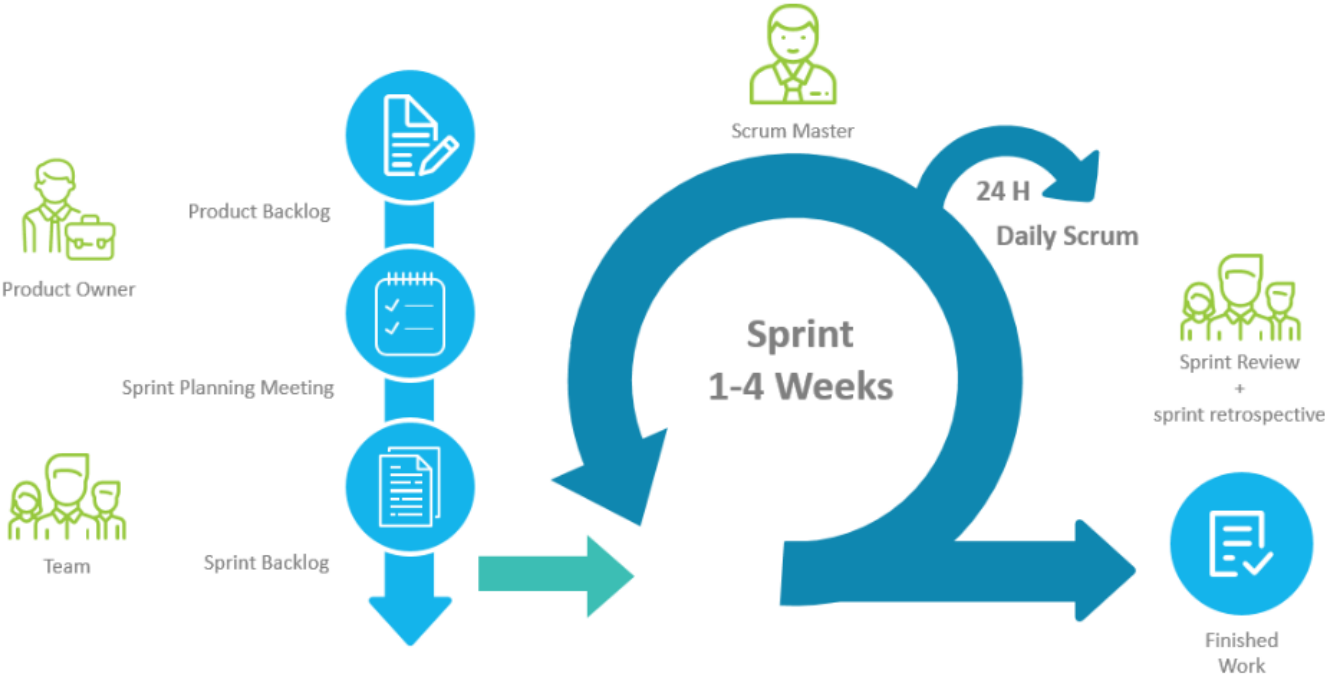 Scrum Master
24 H
Daily Scrum
Product Backlog
Product Owner
Sprint
1-4 Weeks
Sprint Planning Meeting
Sprint Review
+
sprint retrospective
Team
Sprint Backlog
Finished
Work